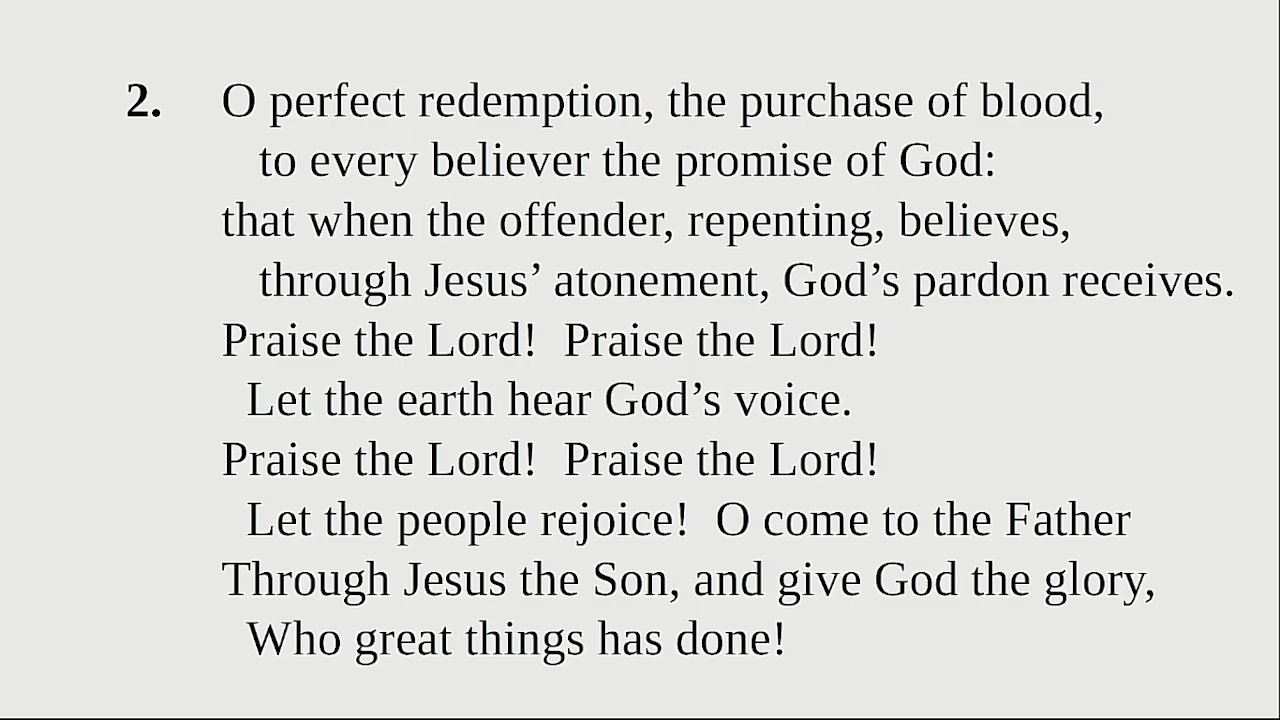 2. O perfect redemption, the purchase of blood,
to every believer the promise of God:
that when the offender, repenting, believes,
through Jesus’ atonement, God’s pardon receives.
Praise the Lord!  Praise the Lord!
Let the earth hear God’s voice.
Praise the Lord!  Praise the Lord!
Let the people rejoice!  O come to the Father
Through Jesus the Son, and give God the glory,
Who great things has done!